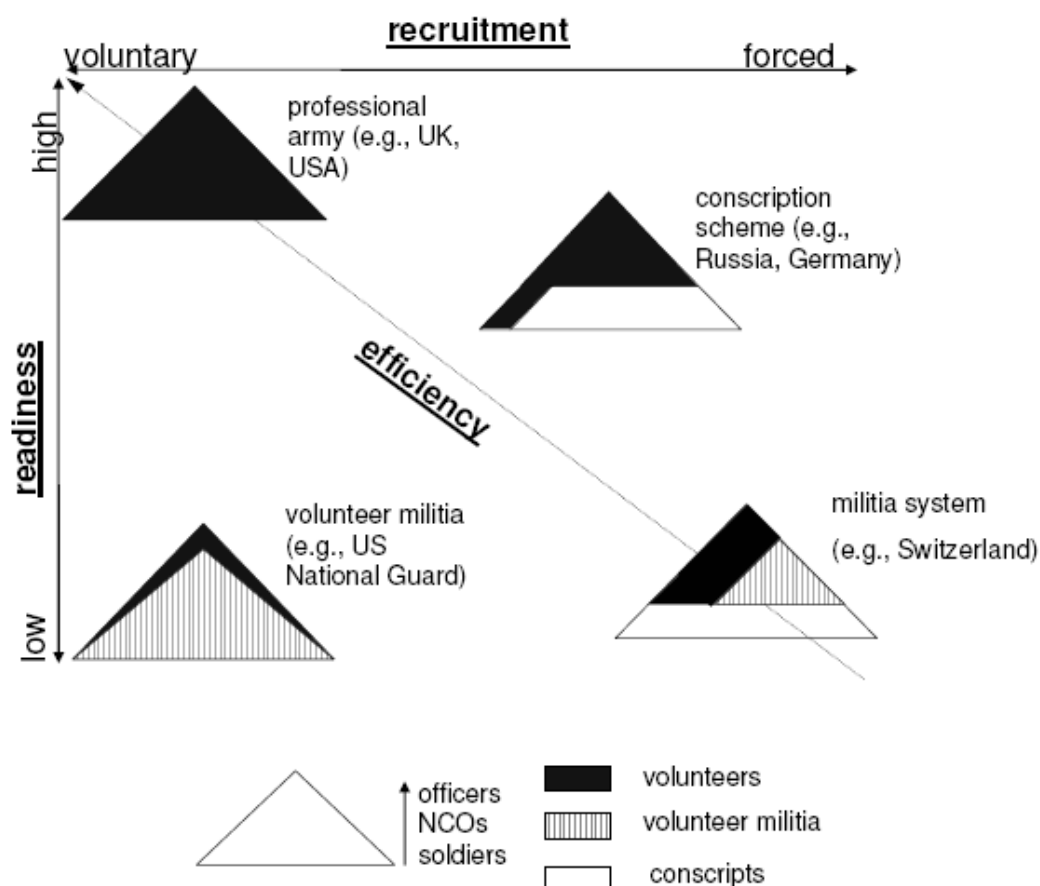 recruitment
voluntary
forced
high
professional
army (e.g., UK,
USA)
conscription
scheme (e.g.,
Russia, Germany)
readiness
efficiency
volunteer militia
(e.g., US
National Guard)
militia system
(e.g., Switzerland)
low
officers
NCOs
soldiers
volunteers
volunteer militia
conscripts